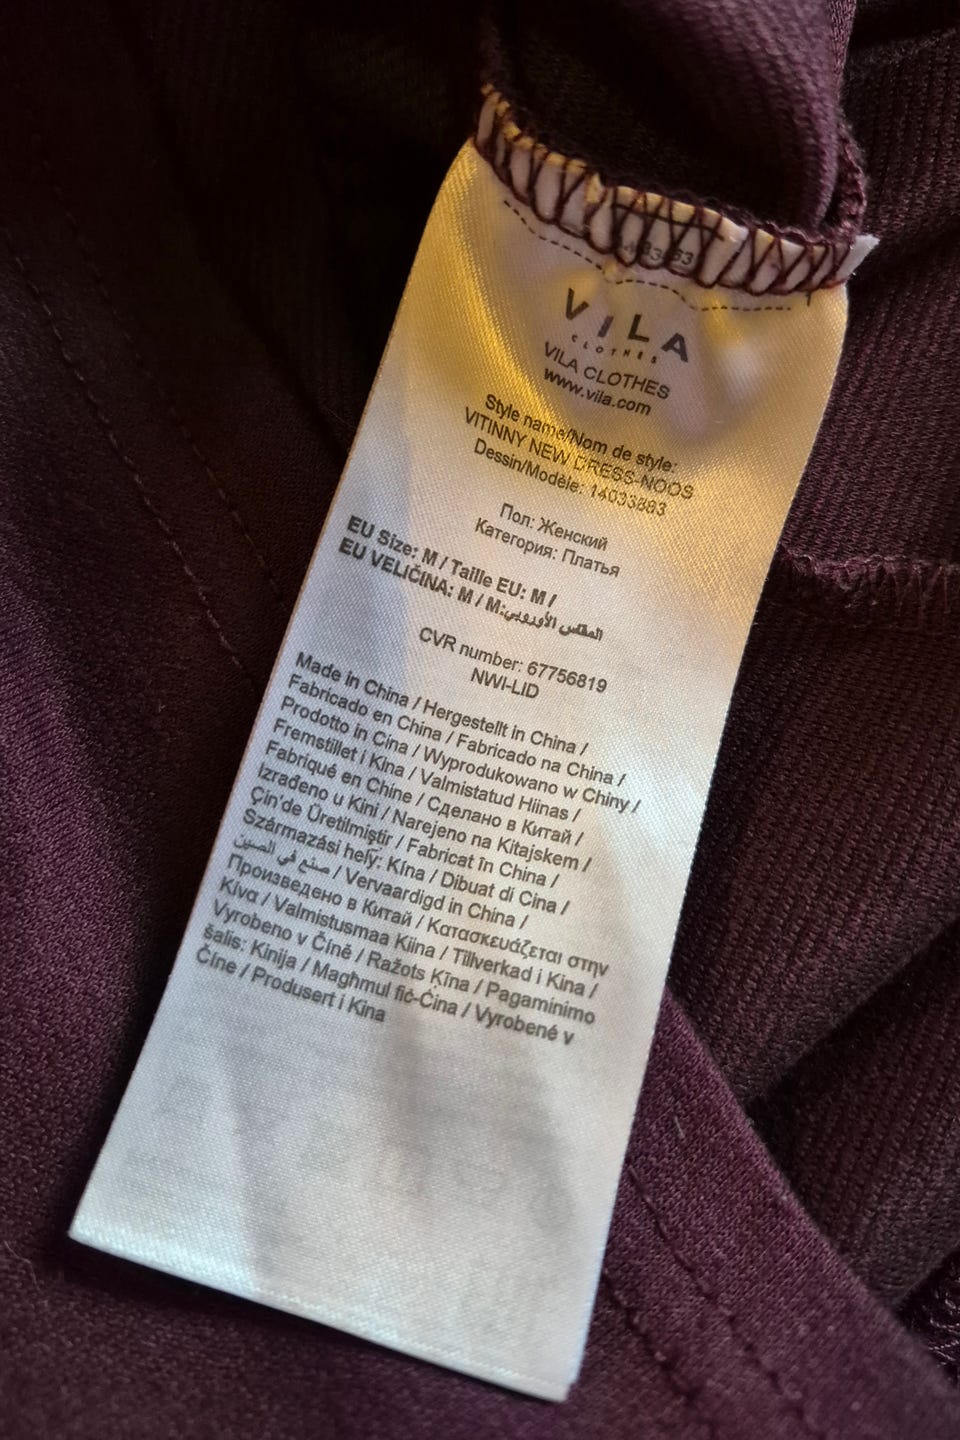 VILA
CLOTHES
VILA CLOTHES
www.vila.com
Style name/Nom de style:
VITINNY NEW DRESS-NOOS
Dessin/Modèle: 14033883
Пол: Женский
Категория: Платья
EU Size: M / Taille EU: M /
EU VELIČINA: M / M:المقاس الأوروبي
CVR number: 67756819
NWI-LID
Made in China / Hergestellt in China /
Fabricado en China / Fabricado na China /
Prodotto in Cina / Wyprodukowano w Chiny /
Fremstillet i Kina / Valmistatud Hiinas /
Fabriqué en Chine / Сделано в Китай /
Izrađeno u Kini / Narejeno na Kitajskem /
Çin'de Üretilmiştir / Fabricat în China /
Származási hely: Kína / Dibuat di Cina /
صنع في الصين / Vervaardigd in China /
Произведено в Китай / Κατασκευάζεται στην
Κίνα / Valmistusmaa Kiina / Tillverkad i Kina /
Vyrobeno v Číně / Ražots Ķīna / Pagaminimo
šalis: Kinija / Magħmul fiċ-Ċina / Vyrobené v
Číne / Produsert i Kina